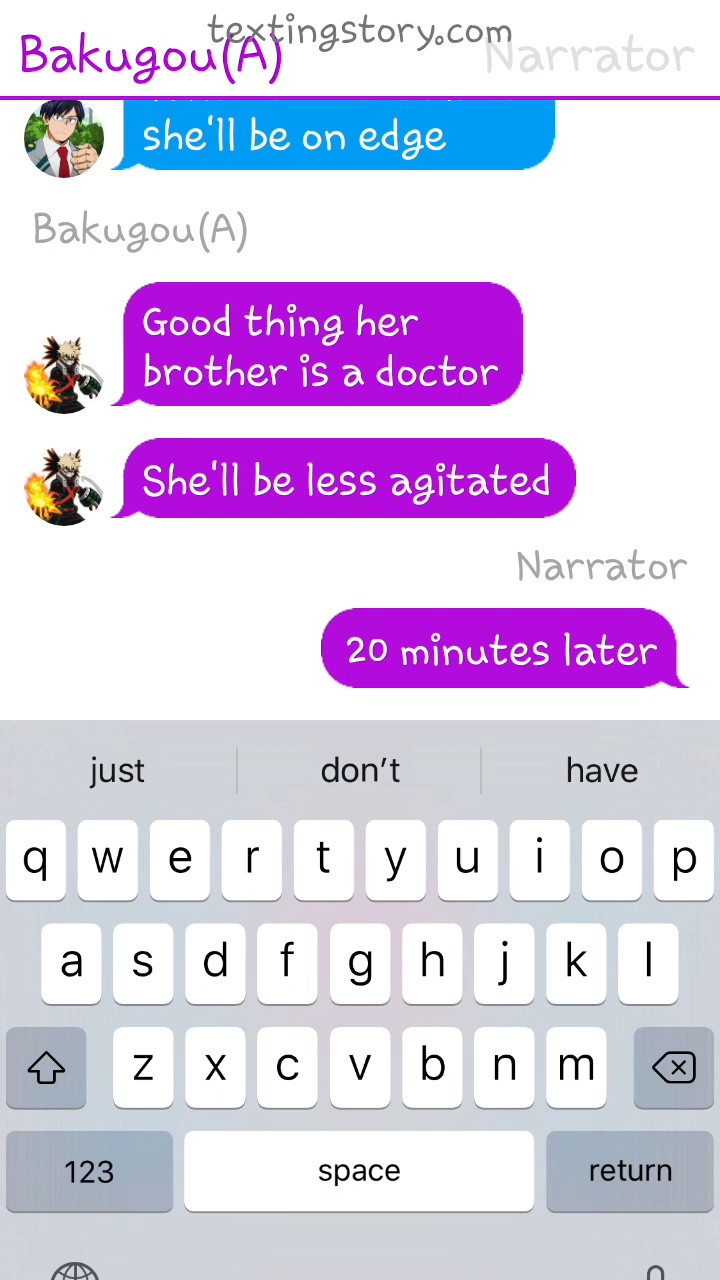 textingstory.com
Bakugou(A)
Narrator
she'll be on edge
Bakugou(A)
Good thing her
brother is a doctor
She'll be less agitated
Narrator
20 minutes later
just don't have
q w e r t y u i o p
a s d f g h j k l
z x c v b n m
123 space return